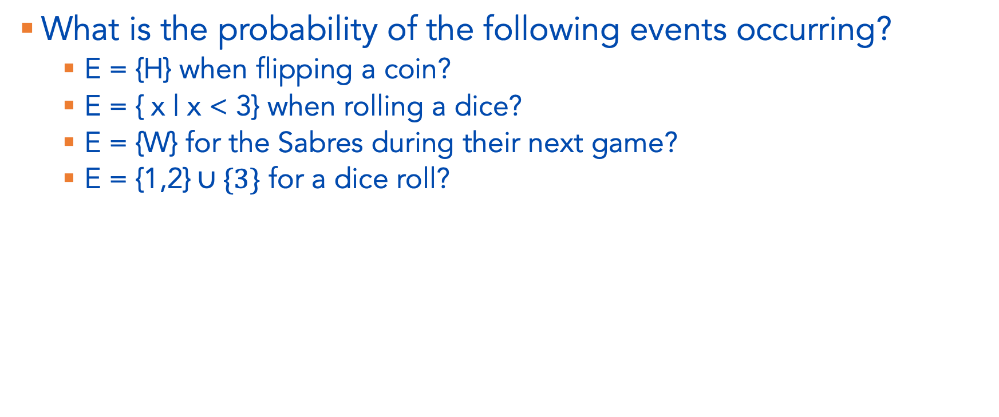 What is the probability of the following events occurring?
E = {H} when flipping a coin?
E = { x | x < 3} when rolling a dice?
E = {W} for the Sabres during their next game?
E = {1,2} ∪ {3} for a dice roll?